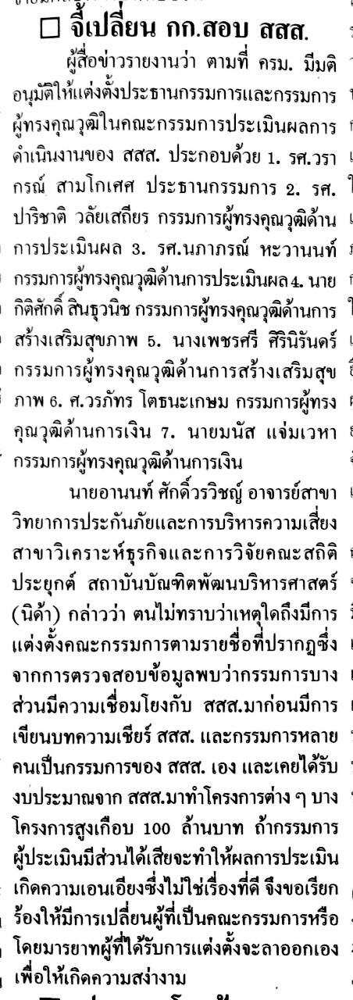 □ จี้เปลี่ยน กก.สอบ สสส.
ผู้สื่อข่าวรายงานว่า ตามที่ ครม. มีมติ
อนุมัติให้แต่งตั้งประธานกรรมการและกรรมการ
ผู้ทรงคุณวุฒิในคณะกรรมการประเมินผลการ
ดำเนินงานของ สสส. ประกอบด้วย 1. รศ.วรา
กรณ์ สามโกเศศ ประธานกรรมการ 2. รศ.
ปาริชาติ วลัยเสถียร กรรมการผู้ทรงคุณวุฒิด้าน
การประเมินผล 3. รศ.นภาภรณ์ หะวานนท์
กรรมการผู้ทรงคุณวุฒิด้านการประเมินผล4. นาย
กิติศักดิ์ สินธุวนิช กรรมการผู้ทรงคุณวุฒิด้านการ
สร้างเสริมสุขภาพ 5. นางเพชรศรี ศิรินิรันดร์
กรรมการผู้ทรงคุณวุฒิด้านการสร้างเสริมสุข
ภาพ 6. ศ.วรภัทร โตธนะเกษม กรรมการผู้ทรง
คุณวุฒิด้านการเงิน 7. นายมนัส แจ่มเวหา
กรรมการผู้ทรงคุณวุฒิด้านการเงิน
นายอานนท์ ศักดิ์วรวิชญ์ อาจารย์สาขา
วิทยาการประกันภัยและการบริหารความเสี่ยง
สาขาวิเคราะห์ธุรกิจและการวิจัยคณะสถิติ
ประยุกต์ สถาบันบัณฑิตพัฒนบริหารศาสตร์
(นิด้า) กล่าวว่า ตนไม่ทราบว่าเหตุใดถึงมีการ
แต่งตั้งคณะกรรมการตามรายชื่อที่ปรากฏซึ่ง
จากการตรวจสอบข้อมูลพบว่ากรรมการบาง
ส่วนมีความเชื่อมโยงกับ สสส.มาก่อนมีการ
เขียนบทความเชียร์ สสส. และกรรมการหลาย
คนเป็นกรรมการของ สสส. เอง และเคยได้รับ
งบประมาณจาก สสส.มาทำโครงการต่าง ๆ บาง
โครงการสูงเกือบ 100 ล้านบาท ถ้ากรรมการ
ผู้ประเมินมีส่วนได้เสียจะทำให้ผลการประเมิน
เกิดความเอนเอียงซึ่งไม่ใช่เรื่องที่ดี จึงขอเรียก
ร้องให้มีการเปลี่ยนผู้ที่เป็นคณะกรรมการหรือ
โดยมารยาทผู้ที่ได้รับการแต่งตั้งจะลาออกเอง
เพื่อให้เกิดความสง่างาม